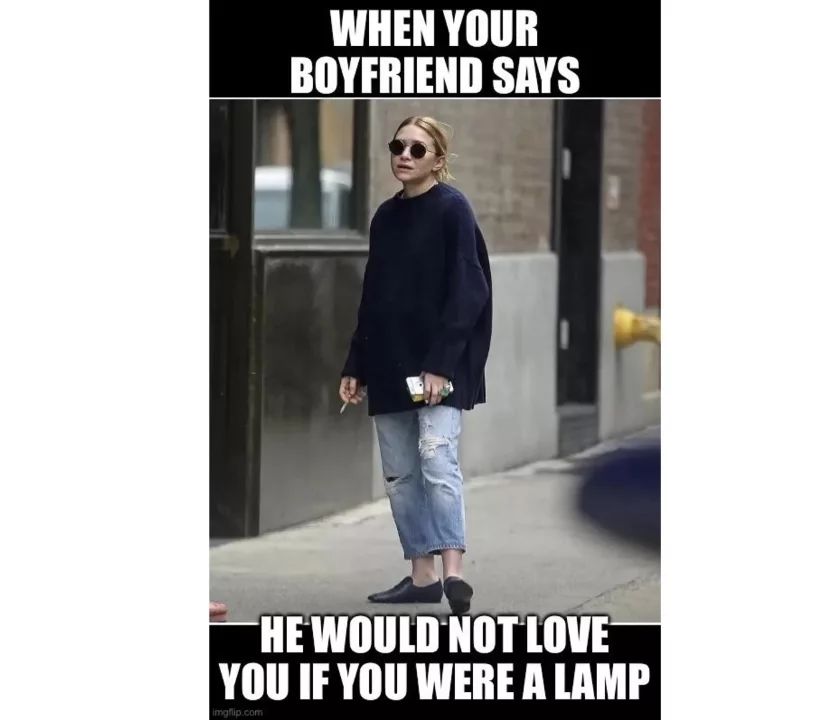 WHEN YOUR
BOYFRIEND SAYS
HE WOULD NOT LOVE
YOU IF YOU WERE A LAMP
imgflip.com